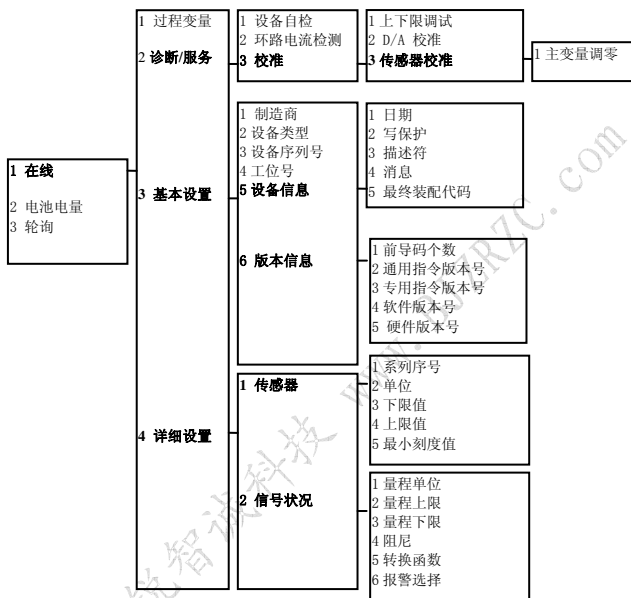 1 在线
2 电池电量
3 轮询
1 过程变量
2 诊断/服务
3 基本设置
4 详细设置
1 设备自检
2 环路电流检测
3 校准
1 上下限调试
2 D/A 校准
3 传感器校准
1 主变量调零
1 制造商
2 设备类型
3 设备序列号
4 工位号
5 设备信息
6 版本信息
1 日期
2 写保护
3 描述符
4 消息
5 最终装配代码
1 前导码个数
2 通用指令版本号
3 专用指令版本号
4 软件版本号
5 硬件版本号
1 传感器
2 信号状况
1 系列序号
2 单位
3 下限值
4 上限值
5 最小刻度值
1 量程单位
2 量程上限
3 量程下限
4 阻尼
5 转换函数
6 报警选择
锐智诚科技 www.BJZRZC.com